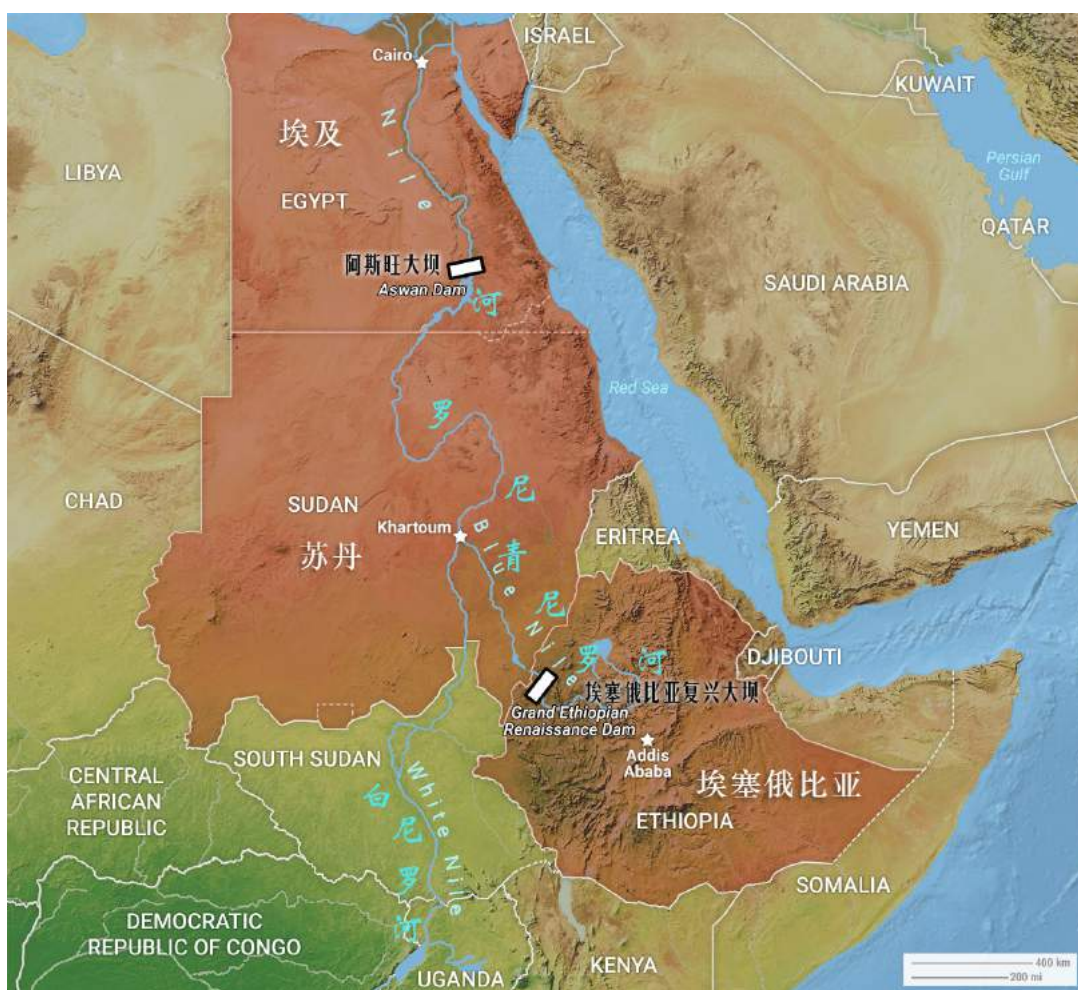 ISRAEL
Cairo
KUWAIT
Nile
埃及
Persian
Gulf
LIBYA
EGYPT
QATAR
阿斯旺大坝
Aswan Dam
SAUDI ARABIA
河
Red Sea
罗
CHAD
SUDAN
尼
Khartoum
ERITREA
YEMEN
苏丹
Blue Nile
青
尼
罗
河
DJIBOUTI
埃塞俄比亚复兴大坝
Grand Ethiopian
Renaissance Dam
Addis
Ababa
SOUTH SUDAN
埃塞俄比亚
ETHIOPIA
CENTRAL
AFRICAN
REPUBLIC
White Nille
白
尼
罗
河
SOMALIA
DEMOCRATIC
REPUBLIC OF CONGO
UGANDA
KENYA
400 km
200 mi